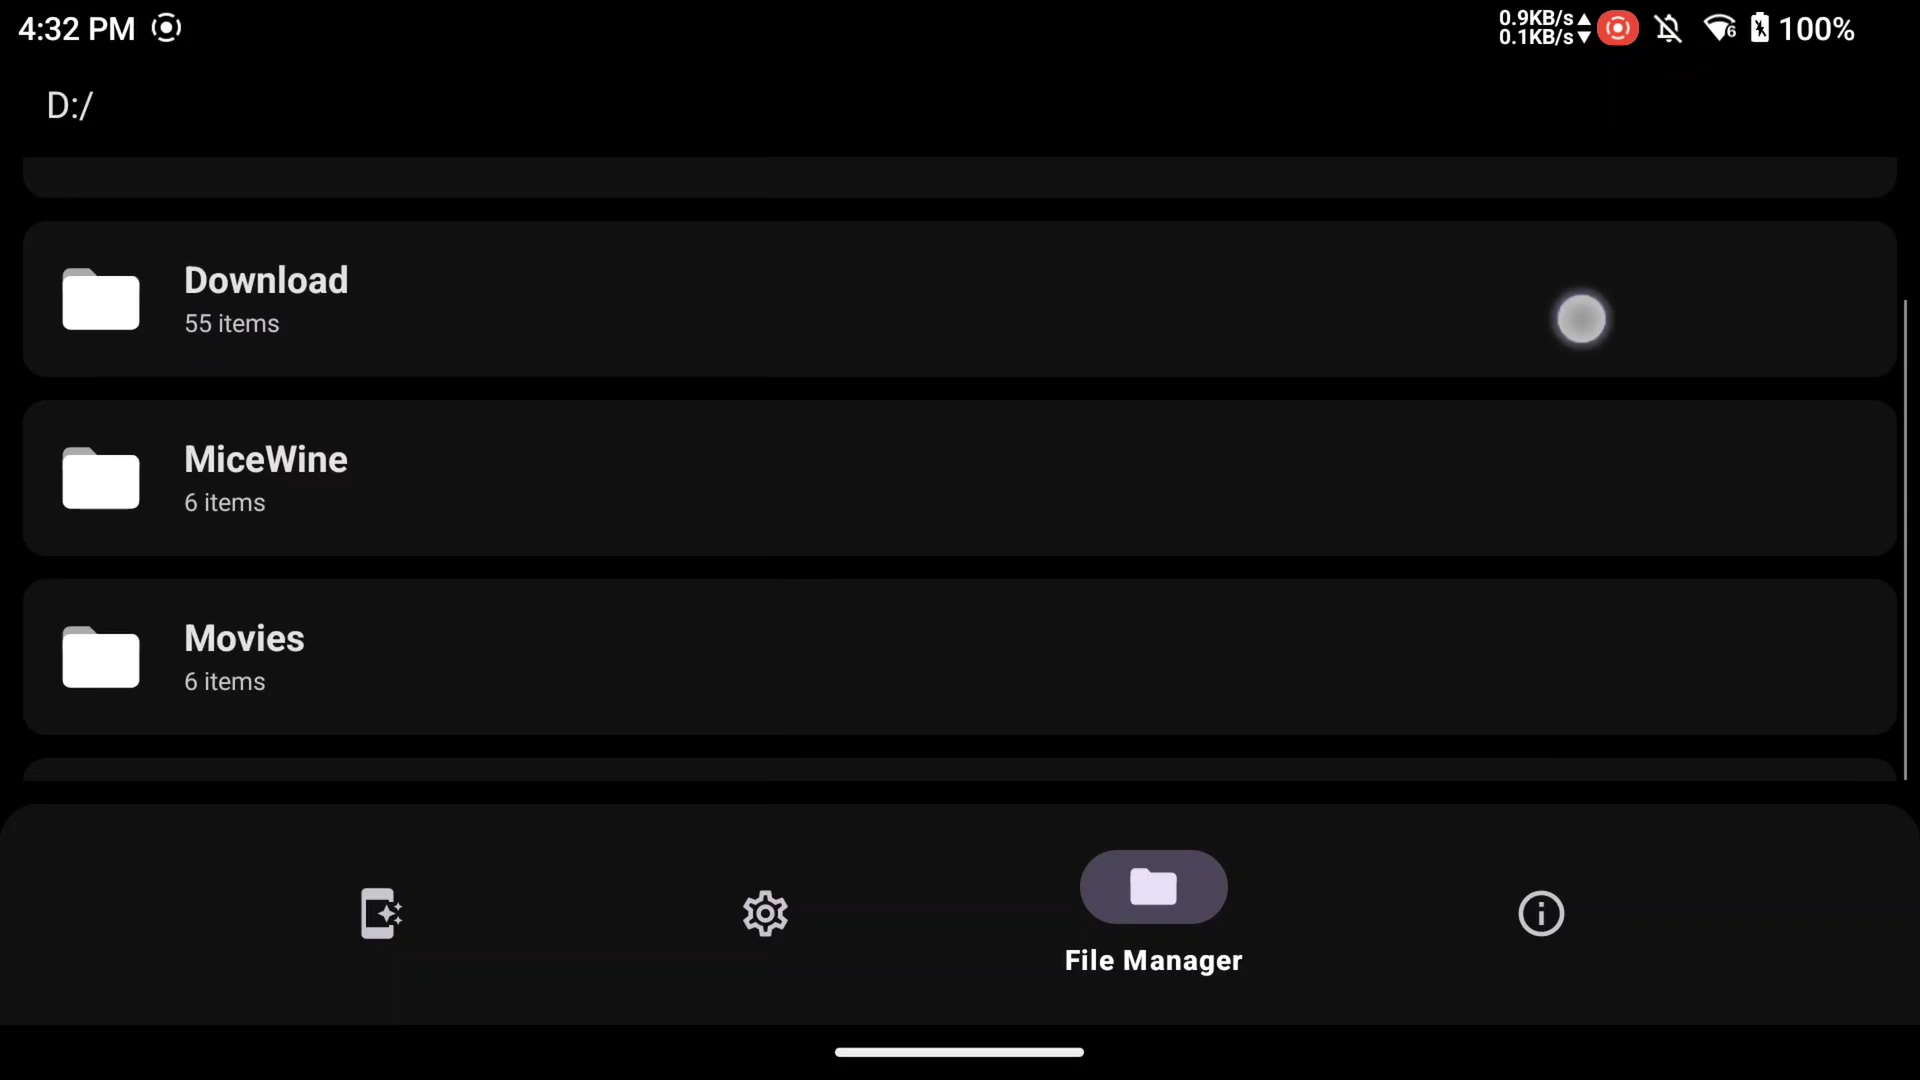 4:32 PM
0.9KB/s▲
0.1KB/s▼
6
100%
D:/
Download
55 items
MiceWine
6 items
Movies
6 items
File Manager